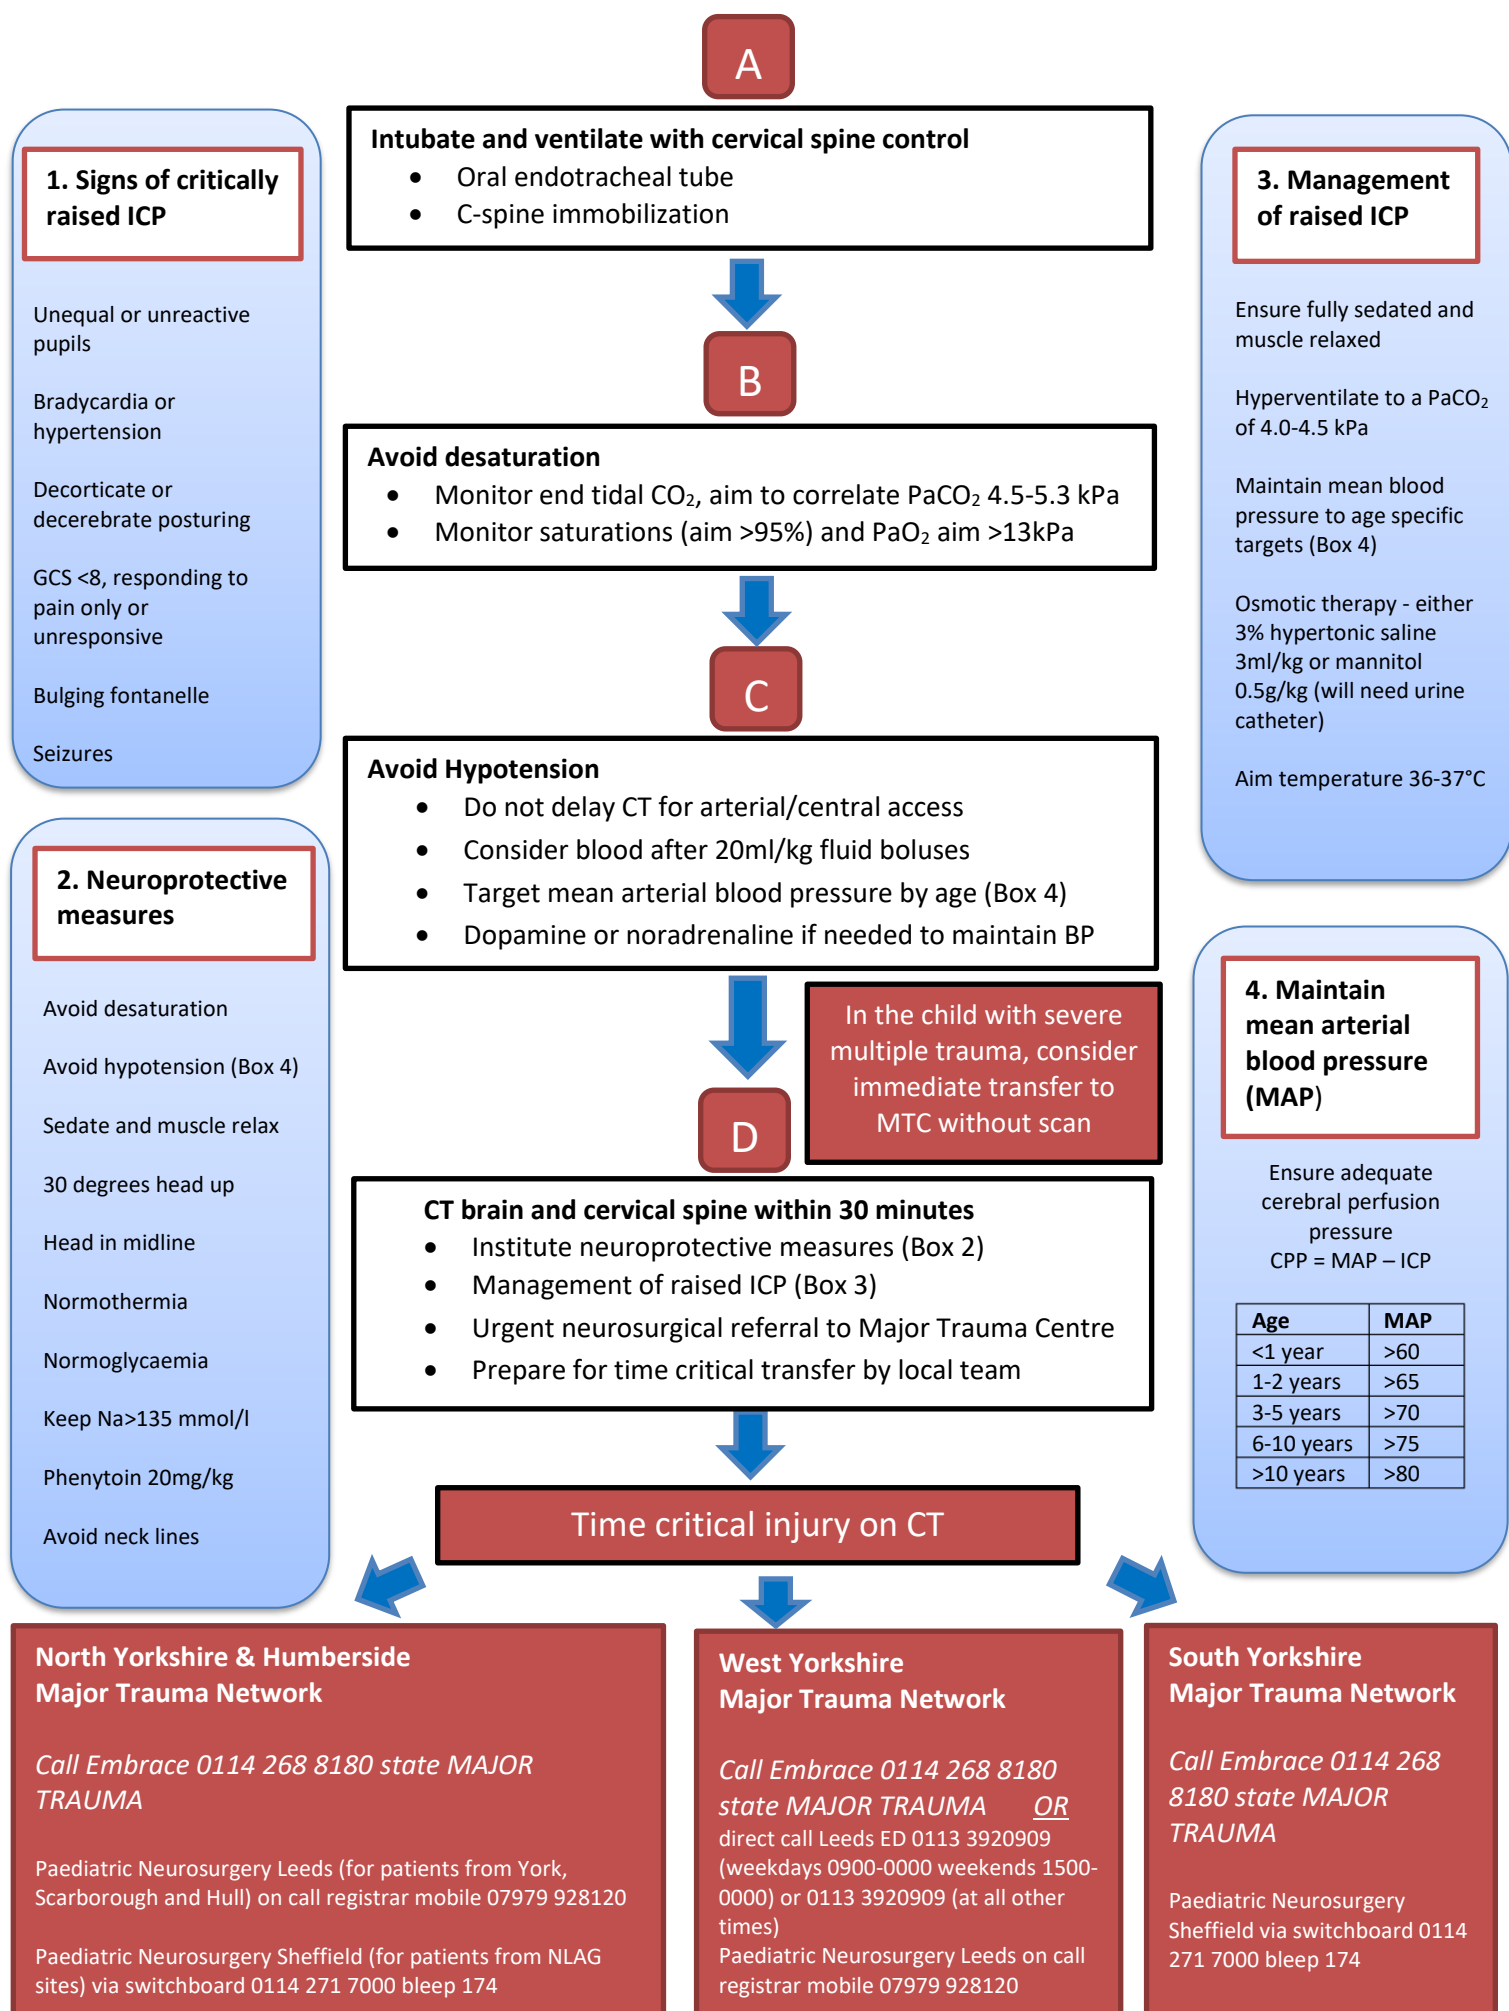 A
Intubate and ventilate with cervical spine control
• Oral endotracheal tube
• C-spine immobilization
1. Signs of critically
raised ICP
Unequal or unreactive
pupils
Bradycardia or
hypertension
Decorticate or
decerebrate posturing
GCS <8, responding to
pain only or
unresponsive
Bulging fontanelle
Seizures
3. Management
of raised ICP
Ensure fully sedated and
muscle relaxed
Hyperventilate to a PaCO₂
of 4.0-4.5 kPa
Maintain mean blood
pressure to age specific
targets (Box 4)
Osmotic therapy - either
3% hypertonic saline
3ml/kg or mannitol
0.5g/kg (will need urine
catheter)
Aim temperature 36-37°C
B
Avoid desaturation
• Monitor end tidal CO₂, aim to correlate PaCO₂ 4.5-5.3 kPa
• Monitor saturations (aim >95%) and PaO₂ aim >13kPa
C
Avoid Hypotension
• Do not delay CT for arterial/central access
• Consider blood after 20ml/kg fluid boluses
• Target mean arterial blood pressure by age (Box 4)
• Dopamine or noradrenaline if needed to maintain BP
2. Neuroprotective
measures
Avoid desaturation
Avoid hypotension (Box 4)
Sedate and muscle relax
30 degrees head up
Head in midline
Normothermia
Normoglycaemia
Keep Na>135 mmol/l
Phenytoin 20mg/kg
Avoid neck lines
In the child with severe
multiple trauma, consider
immediate transfer to
MTC without scan
4. Maintain
mean arterial
blood pressure
(MAP)
Ensure adequate
cerebral perfusion
pressure
CPP = MAP – ICP
Age MAP
<1 year >60
1-2 years >65
3-5 years >70
6-10 years >75
>10 years >80
D
CT brain and cervical spine within 30 minutes
• Institute neuroprotective measures (Box 2)
• Management of raised ICP (Box 3)
• Urgent neurosurgical referral to Major Trauma Centre
• Prepare for time critical transfer by local team
Time critical injury on CT
North Yorkshire & Humberside
Major Trauma Network
Call Embrace 0114 268 8180 state MAJOR
TRAUMA
Paediatric Neurosurgery Leeds (for patients from York,
Scarborough and Hull) on call registrar mobile 07979 928120
Paediatric Neurosurgery Sheffield (for patients from NLAG
sites) via switchboard 0114 271 7000 bleep 174
West Yorkshire
Major Trauma Network
Call Embrace 0114 268 8180
state MAJOR TRAUMA OR
direct call Leeds ED 0113 3920909
(weekdays 0900-0000 weekends 1500-
0000) or 0113 3920909 (at all other
times)
Paediatric Neurosurgery Leeds on call
registrar mobile 07979 928120
South Yorkshire
Major Trauma Network
Call Embrace 0114 268
8180 state MAJOR
TRAUMA
Paediatric Neurosurgery
Sheffield via switchboard 0114
271 7000 bleep 174